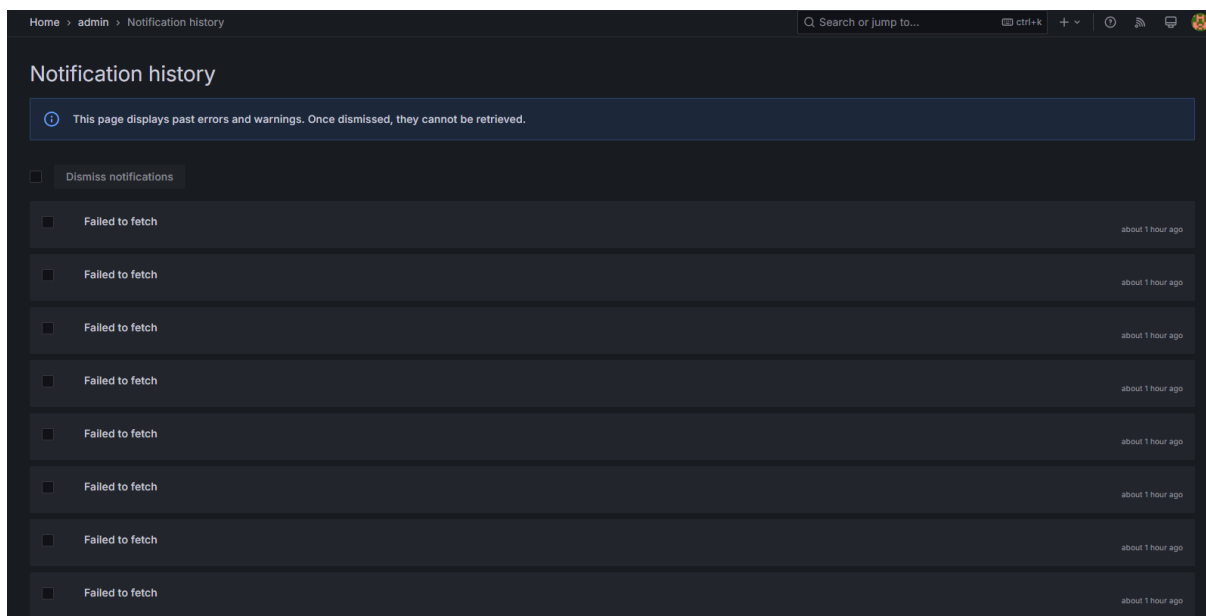 Home > admin > Notification history Search or jump to... ctrl+k
Notification history
This page displays past errors and warnings. Once dismissed, they cannot be retrieved.
Dismiss notifications
Failed to fetch
about 1 hour ago
Failed to fetch
about 1 hour ago
Failed to fetch
about 1 hour ago
Failed to fetch
about 1 hour ago
Failed to fetch
about 1 hour ago
Failed to fetch
about 1 hour ago
Failed to fetch
about 1 hour ago
Failed to fetch
about 1 hour ago